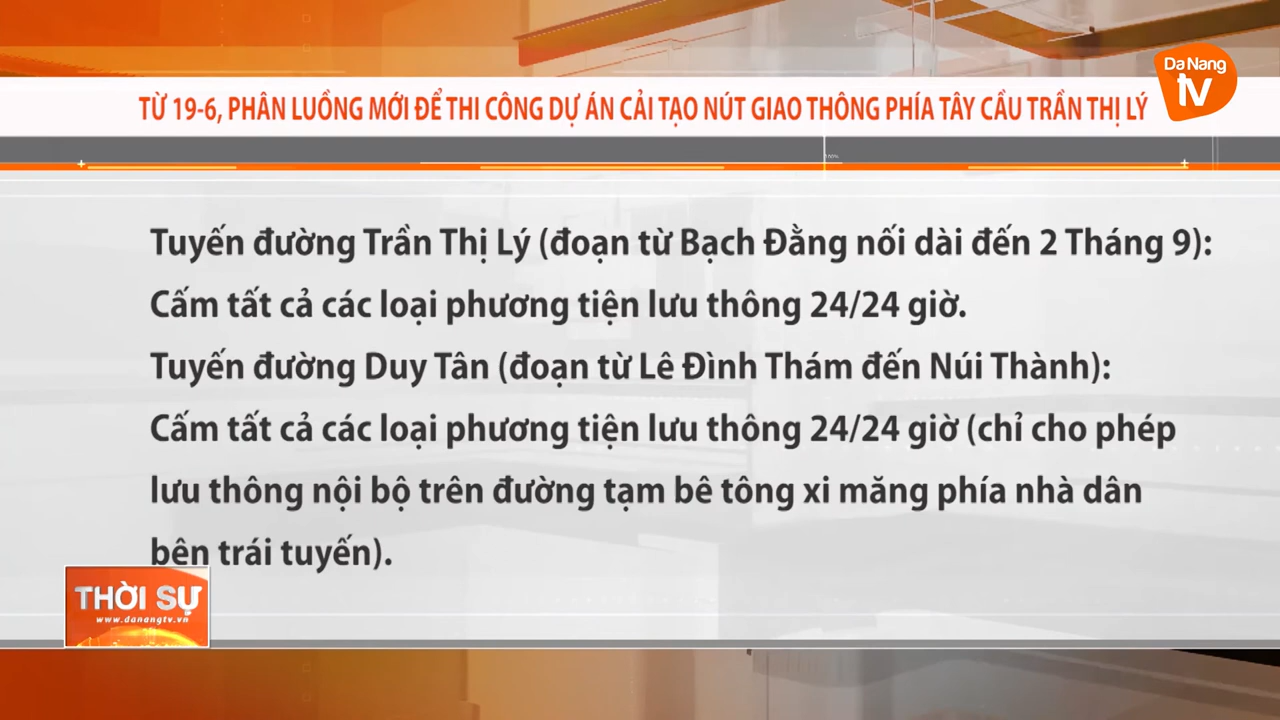 Da Nang
tv
TỪ 19-6, PHÂN LUỒNG MỚI ĐỂ THI CÔNG DỰ ÁN CẢI TẠO NÚT GIAO THÔNG PHÍA TÂY CẦU TRẦN THỊ LÝ
100%
Tuyến đường Trần Thị Lý (đoạn từ Bạch Đằng nối dài đến 2 Tháng 9):
Cấm tất cả các loại phương tiện lưu thông 24/24 giờ.
Tuyến đường Duy Tân (đoạn từ Lê Đình Thám đến Núi Thành):
Cấm tất cả các loại phương tiện lưu thông 24/24 giờ (chỉ cho phép
lưu thông nội bộ trên đường tạm bê tông xi măng phía nhà dân
bên trái tuyến).
THỜI SỰ
www.danangtv.vn